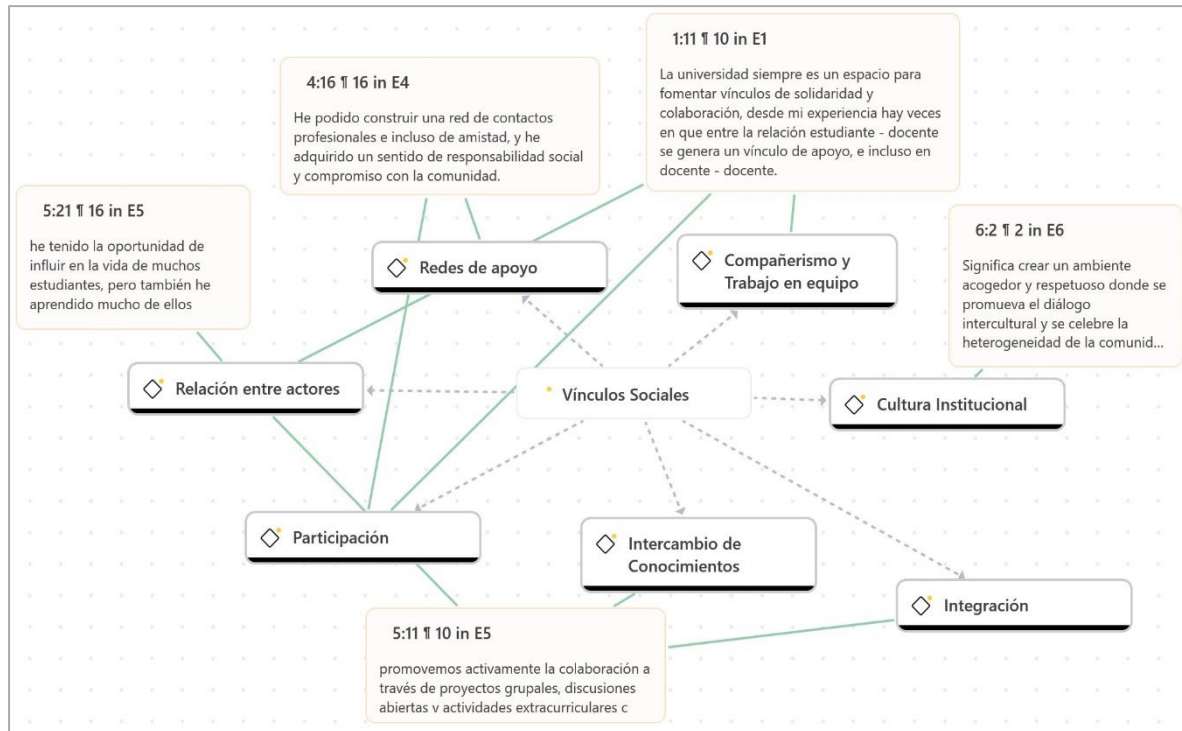 1:11 ¶ 10 in E1
La universidad siempre es un espacio para
fomentar vínculos de solidaridad y
colaboración, desde mi experiencia hay veces
en que entre la relación estudiante - docente
se genera un vínculo de apoyo, e incluso en
docente - docente.
4:16 ¶ 16 in E4
He podido construir una red de contactos
profesionales e incluso de amistad, y he
adquirido un sentido de responsabilidad social
y compromiso con la comunidad.
5:21 ¶ 16 in E5
he tenido la oportunidad de
influir en la vida de muchos
estudiantes, pero también he
aprendido mucho de ellos
6:2 ¶ 2 in E6
Significa crear un ambiente
acogedor y respetuoso donde se
promueva el diálogo
intercultural y se celebre la
heterogeneidad de la comunid...
Redes de apoyo
Compañerismo y
Trabajo en equipo
Relación entre actores
Vínculos Sociales
Cultura Institucional
Participación
Intercambio de
Conocimientos
Integración
5:11 ¶ 10 in E5
promovemos activamente la colaboración a
través de proyectos grupales, discusiones
abiertas y actividades extracurriculares c